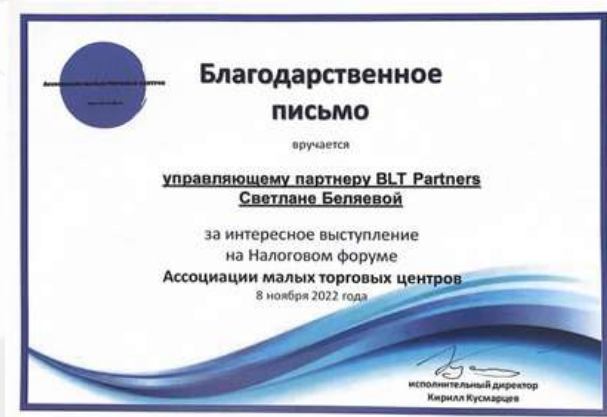 Благодарственное
письмо
вручается
управляющему партнеру BLT Partners
Светлане Беляевой
за интересное выступление
на Налоговом форуме
Ассоциации малых торговых центров
8 ноября 2022 года
исполнительный директор
Кирилл Кусмарцев